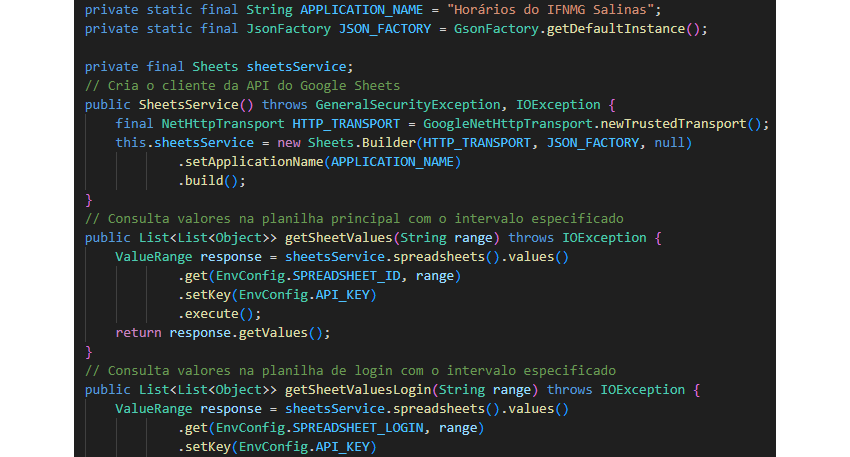 private static final String APPLICATION_NAME = "Horários do IFNMG Salinas";
private static final JsonFactory JSON_FACTORY = GsonFactory.getDefaultInstance();
private final Sheets sheetsService;
// Cria o cliente da API do Google Sheets
public SheetsService() throws GeneralSecurityException, IOException {
final NetHttpTransport HTTP_TRANSPORT = GoogleNetHttpTransport.newTrustedTransport();
this.sheetsService = new Sheets.Builder(HTTP_TRANSPORT, JSON_FACTORY, null)
.setApplicationName(APPLICATION_NAME)
.build();
}
// Consulta valores na planilha principal com o intervalo especificado
public List<List<Object>> getSheetValues(String range) throws IOException {
ValueRange response = sheetsService.spreadsheets().values()
.get(EnvConfig.SPREADSHEET_ID, range)
.setKey(EnvConfig.API_KEY)
.execute();
return response.getValues();
}
// Consulta valores na planilha de login com o intervalo especificado
public List<List<Object>> getSheetValuesLogin(String range) throws IOException {
ValueRange response = sheetsService.spreadsheets().values()
.get(EnvConfig.SPREADSHEET_LOGIN, range)
.setKey(EnvConfig.API_KEY)